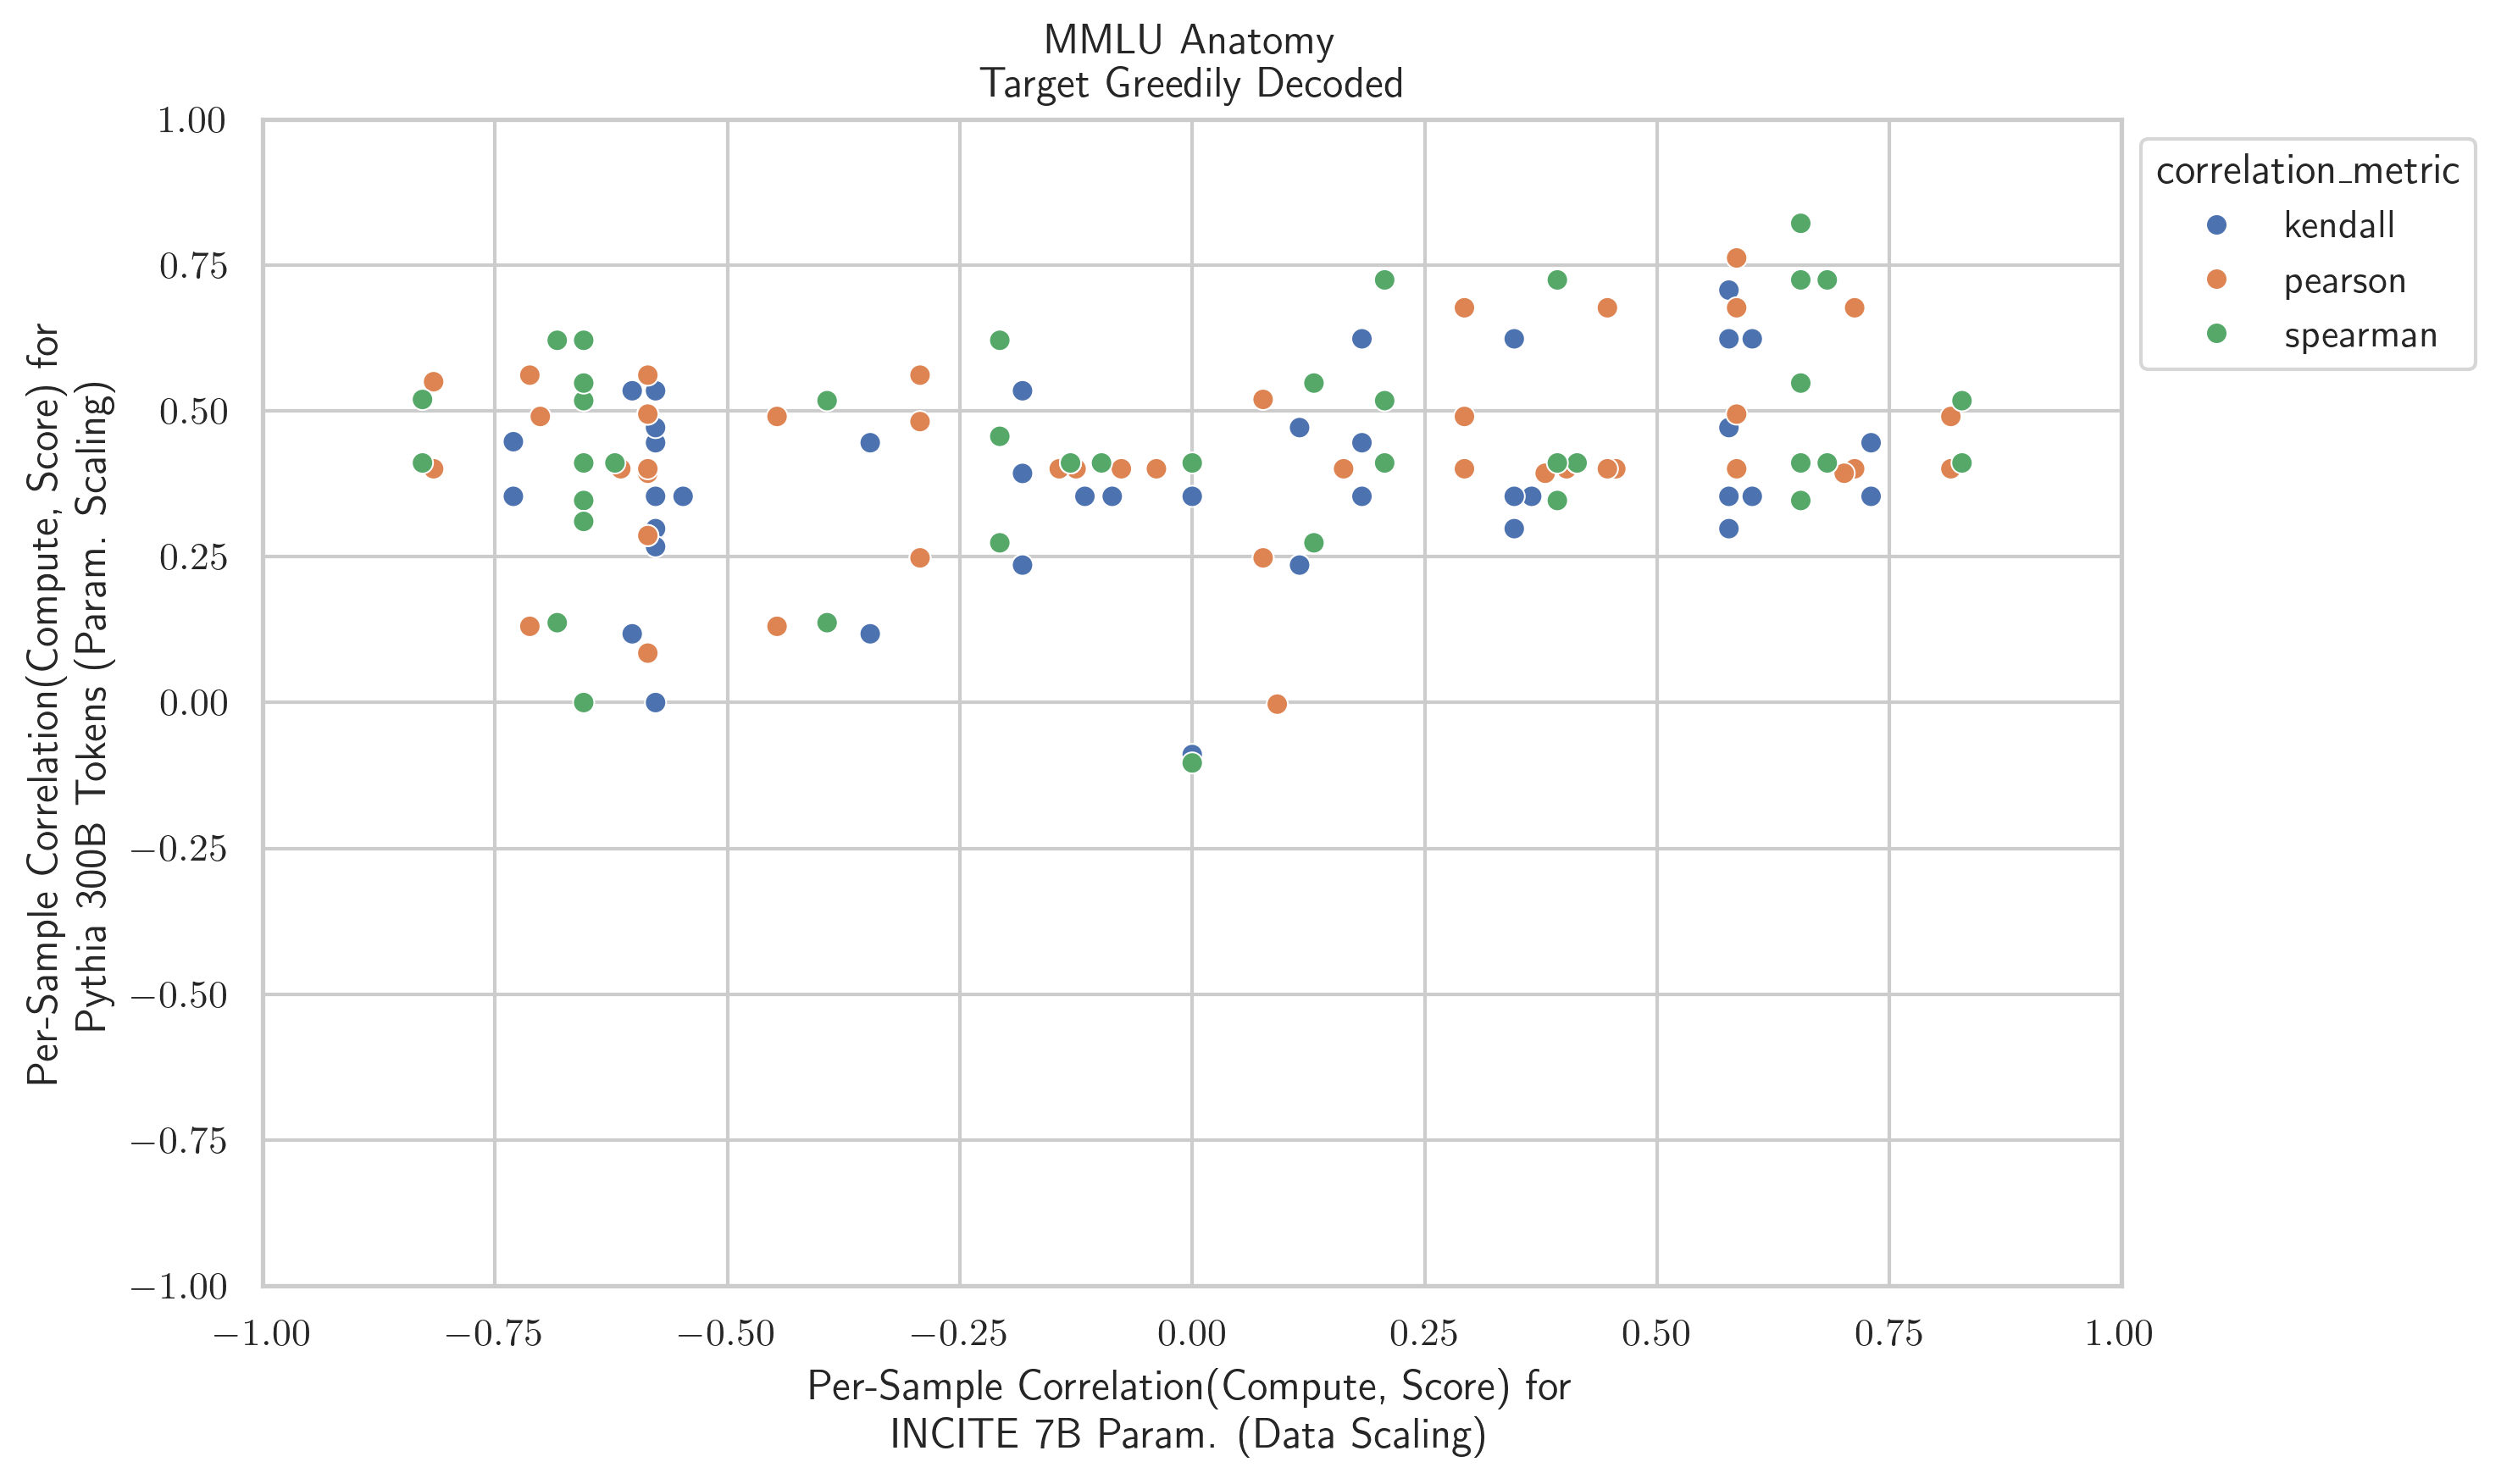 MMLU Anatomy
Target Greedily Decoded
Per-Sample Correlation(Compute, Score) for
Pythia 300B Tokens (Param. Scaling)
1.00
0.75
0.50
0.25
0.00
−0.25
−0.50
−0.75
−1.00
−1.00 −0.75 −0.50 −0.25 0.00 0.25 0.50 0.75 1.00
Per-Sample Correlation(Compute, Score) for
INCITE 7B Param. (Data Scaling)
correlation_metric
kendall
pearson
spearman